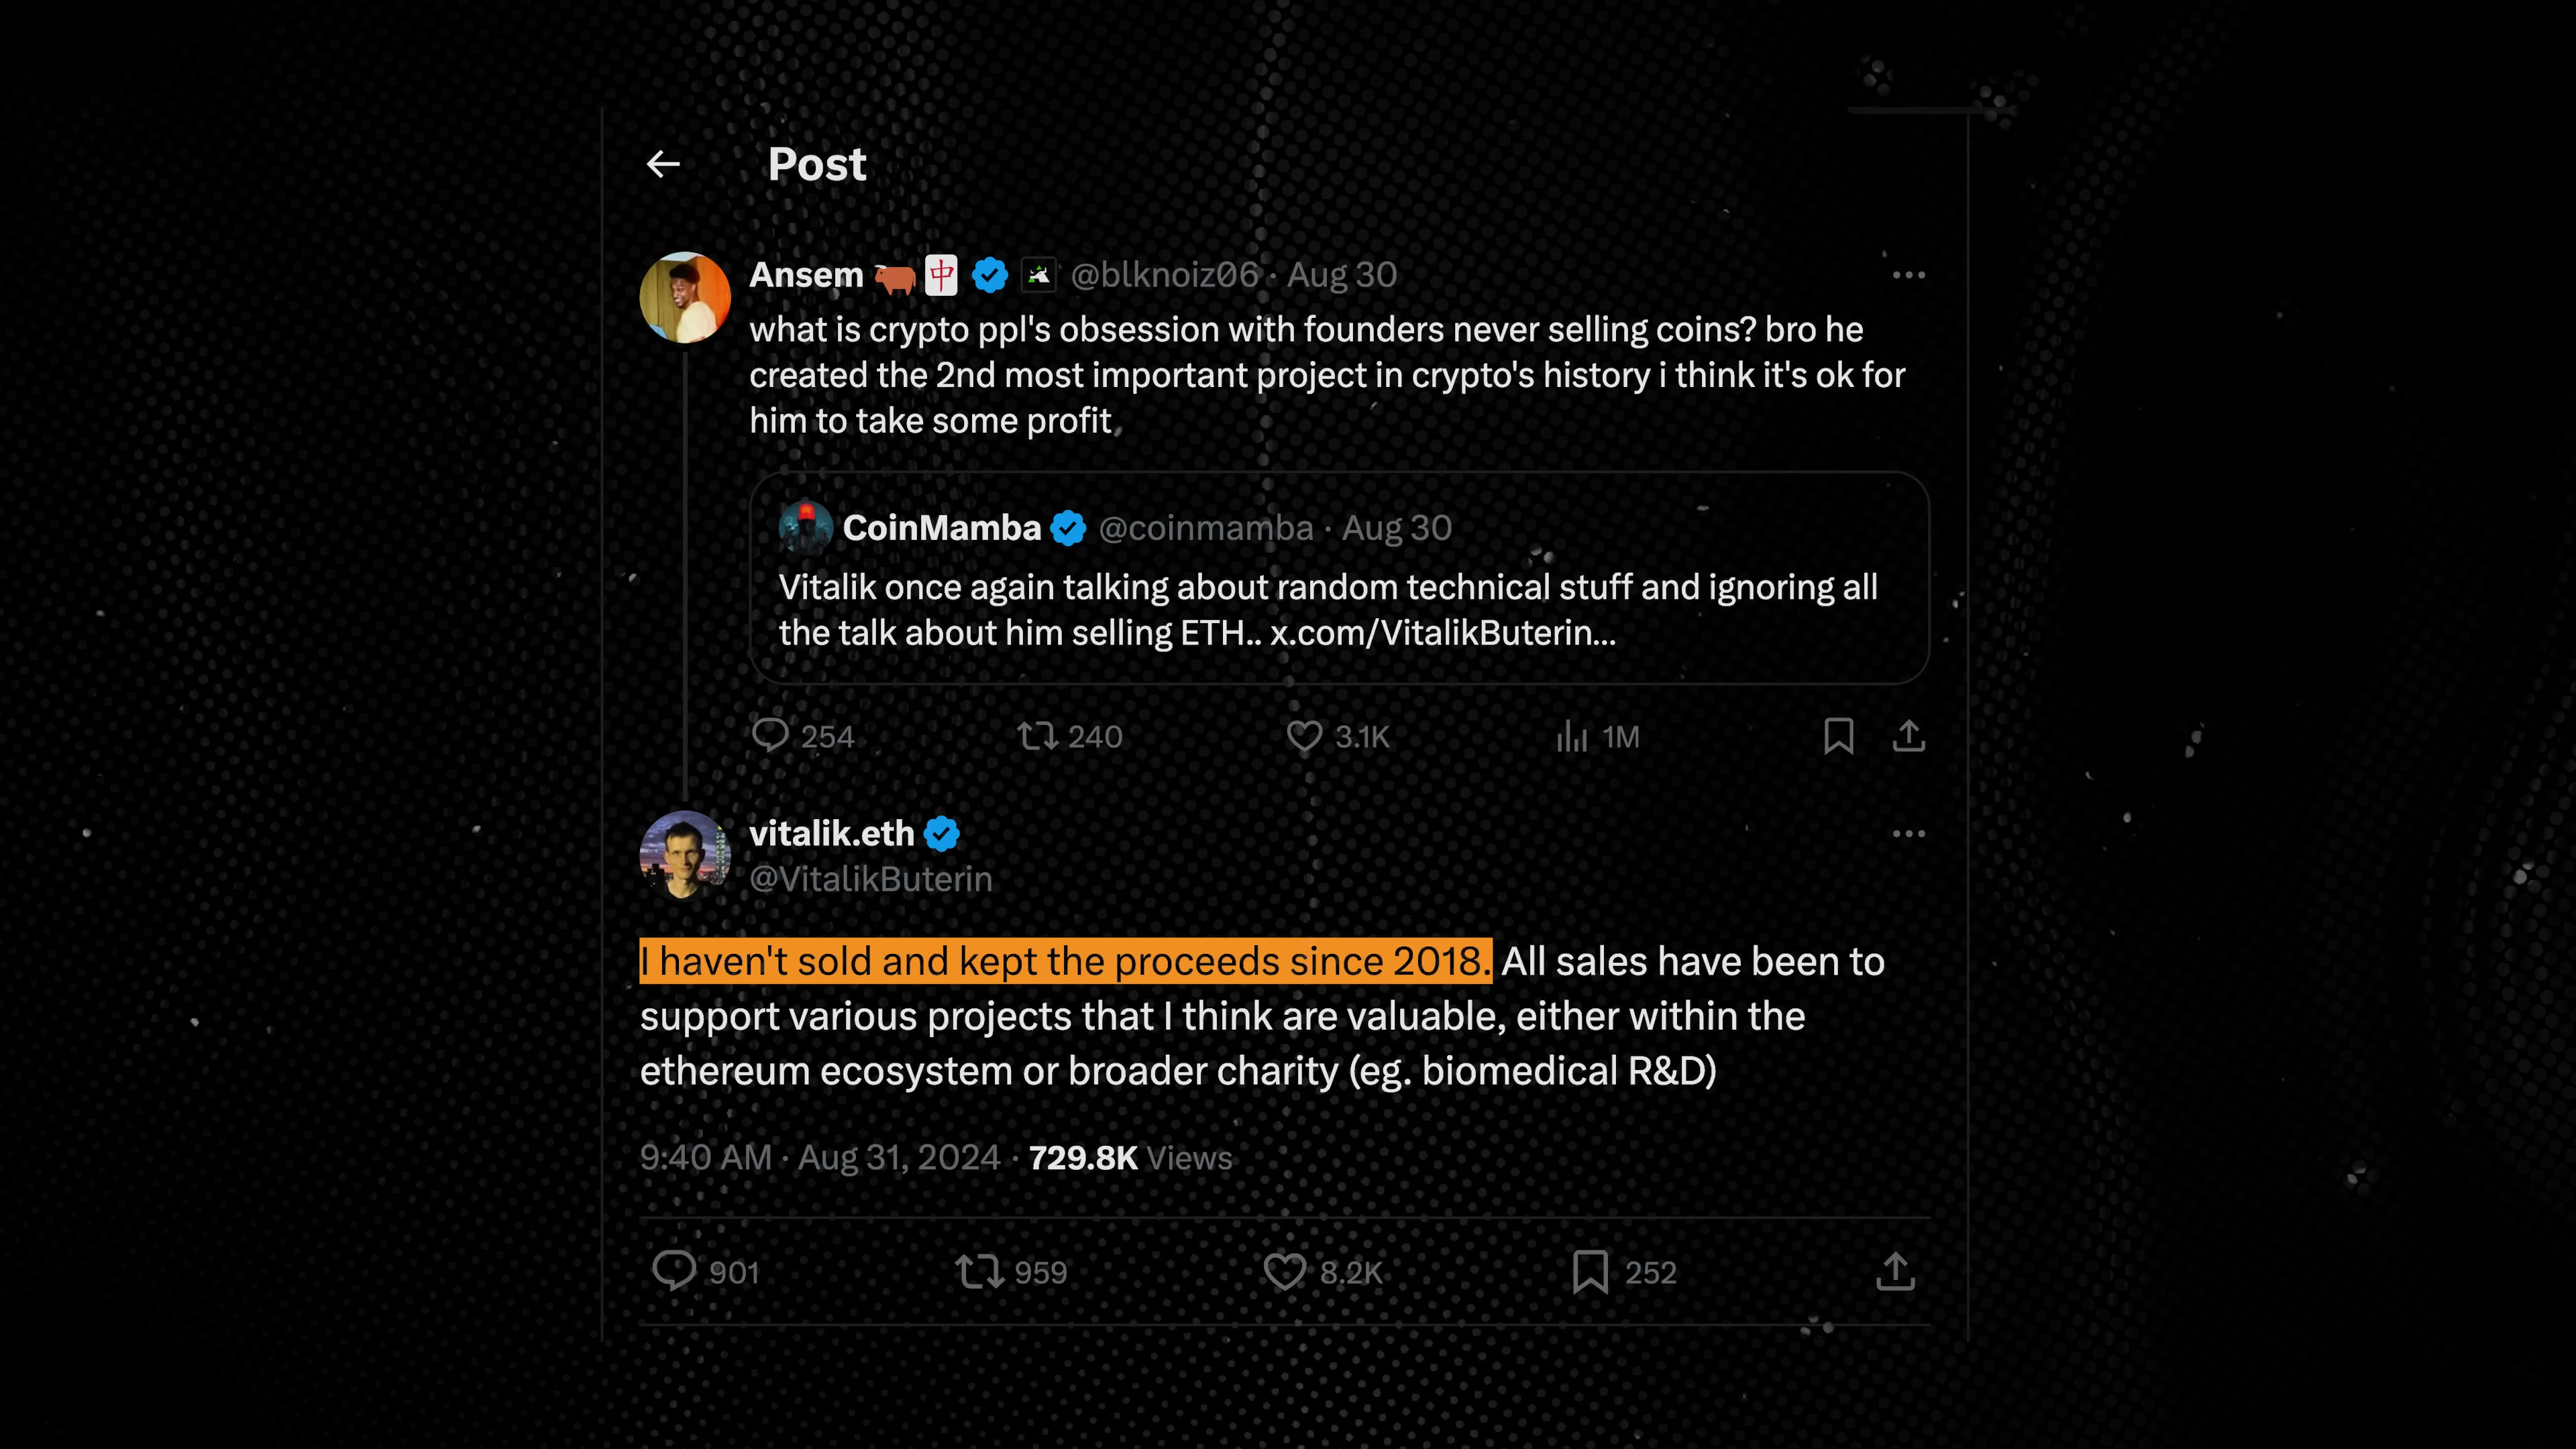 Post
Ansem 🐂 中 @blknoiz06 · Aug 30
what is crypto ppl's obsession with founders never selling coins? bro he
created the 2nd most important project in crypto's history i think it's ok for
him to take some profit
CoinMamba @coinmamba · Aug 30
Vitalik once again talking about random technical stuff and ignoring all
the talk about him selling ETH.. x.com/VitalikButerin...
254 240 3.1K 1M
vitalik.eth
@VitalikButerin
I haven't sold and kept the proceeds since 2018. All sales have been to
support various projects that I think are valuable, either within the
ethereum ecosystem or broader charity (eg. biomedical R&D)
9:40 AM · Aug 31, 2024 · 729.8K Views
901 959 8.2K 252